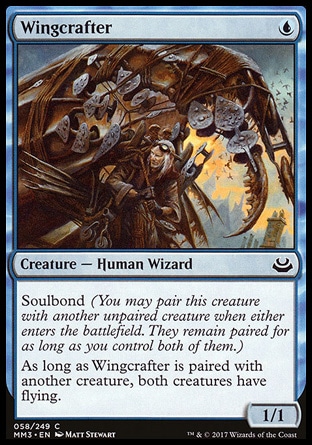 Wingcrafter
Creature — Human Wizard
Soulbond (You may pair this creature
with another unpaired creature when either
enters the battlefield. They remain paired for
as long as you control both of them.)
As long as Wingcrafter is paired with
another creature, both creatures have
flying.
1/1
058/249 C
MM3 • EN Matt Stewart
™ & © 2017 Wizards of the Coast